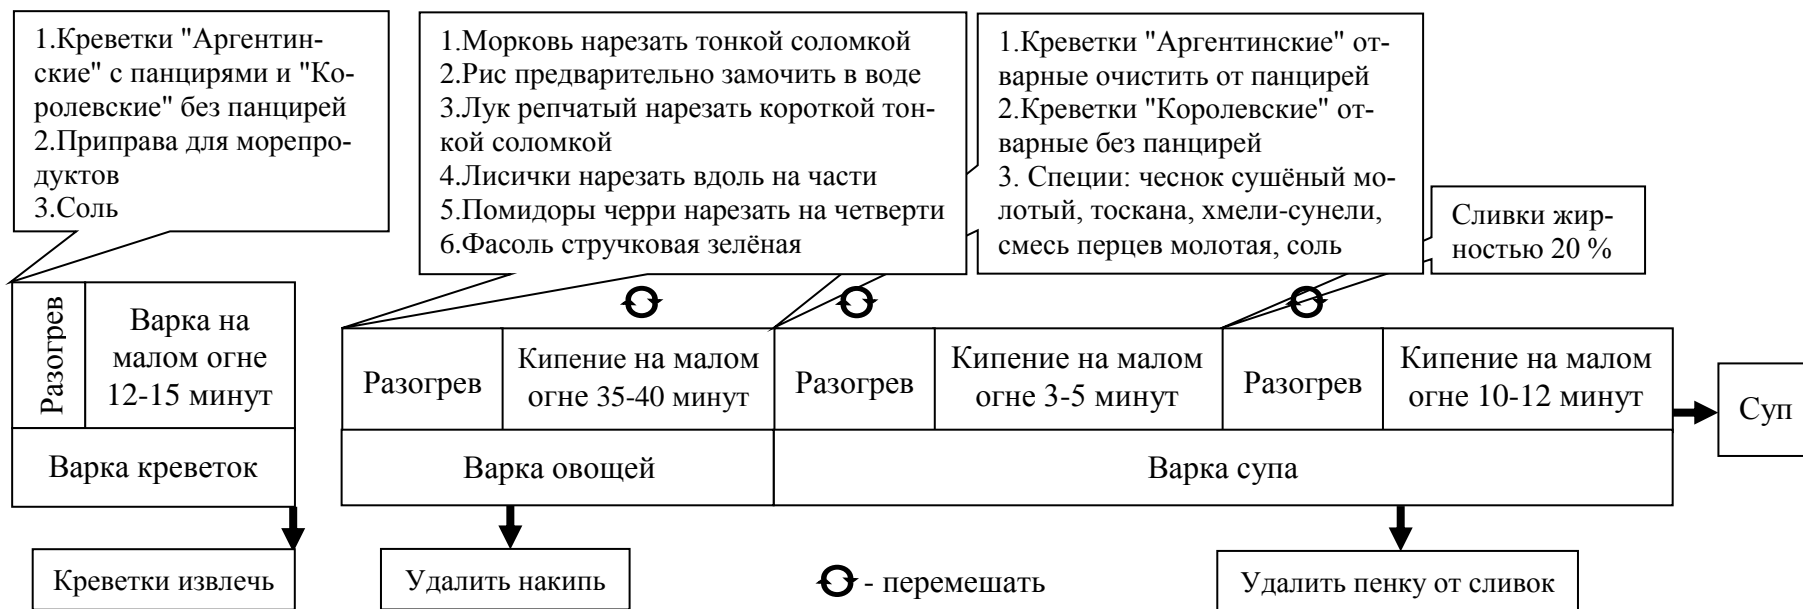 1.Креветки "Аргентин-
ские" с панцирями и "Ко-
ролевские" без панцирей
2.Приправа для морепро-
дуктов
3.Соль
1.Морковь нарезать тонкой соломкой
2.Рис предварительно замочить в воде
3.Лук репчатый нарезать короткой тон-
кой соломкой
4.Лисички нарезать вдоль на части
5.Помидоры черри нарезать на четверти
6.Фасоль стручковая зелёная
1.Креветки "Аргентинские" от-
варные очистить от панцирей
2.Креветки "Королевские" от-
варные без панцирей
3. Специи: чеснок сушёный мо-
лотый, тоскана, хмели-сунели,
смесь перцев молотая, соль
Сливки жир-
ностью 20 %
Разогрев
Варка на
малом огне
12-15 минут
Варка креветок
Разогрев
Кипение на малом
огне 35-40 минут
Варка овощей
Разогрев
Кипение на малом
огне 3-5 минут
Разогрев
Кипение на малом
огне 10-12 минут
Варка супа
Суп
Креветки извлечь
Удалить накипь
- перемешать
Удалить пенку от сливок